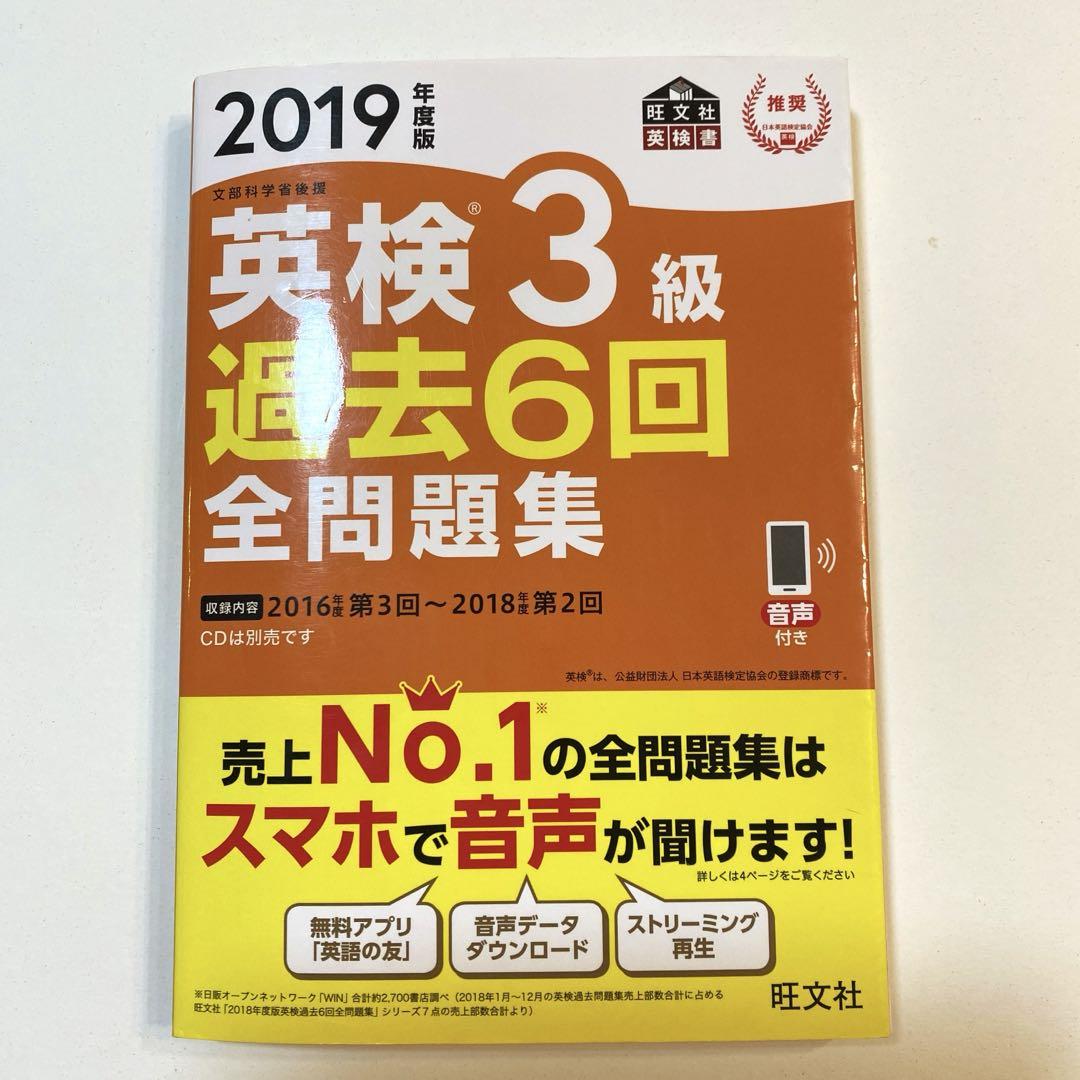 2019年度版
旺文社
英検書
推奨
日本英語検定協会
英検
文部科学省後援
英検® 3級
過去6回
全問題集
収録内容 2016年度 第3回～2018年度 第2回
CDは別売です
音声
付き
英検®は、公益財団法人 日本英語検定協会の登録商標です。
売上No.1※の全問題集は
スマホで音声が聞けます!
詳しくは4ページをご覧ください
無料アプリ
「英語の友」
音声データ
ダウンロード
ストリーミング
再生
※日販オープンネットワーク「WIN」合計約2,700書店調べ（2018年1月～12月の英検過去問題集売上部数合計に占める
旺文社「2018年度版英検過去6回全問題集」シリーズ7点の売上部数合計より）
旺文社